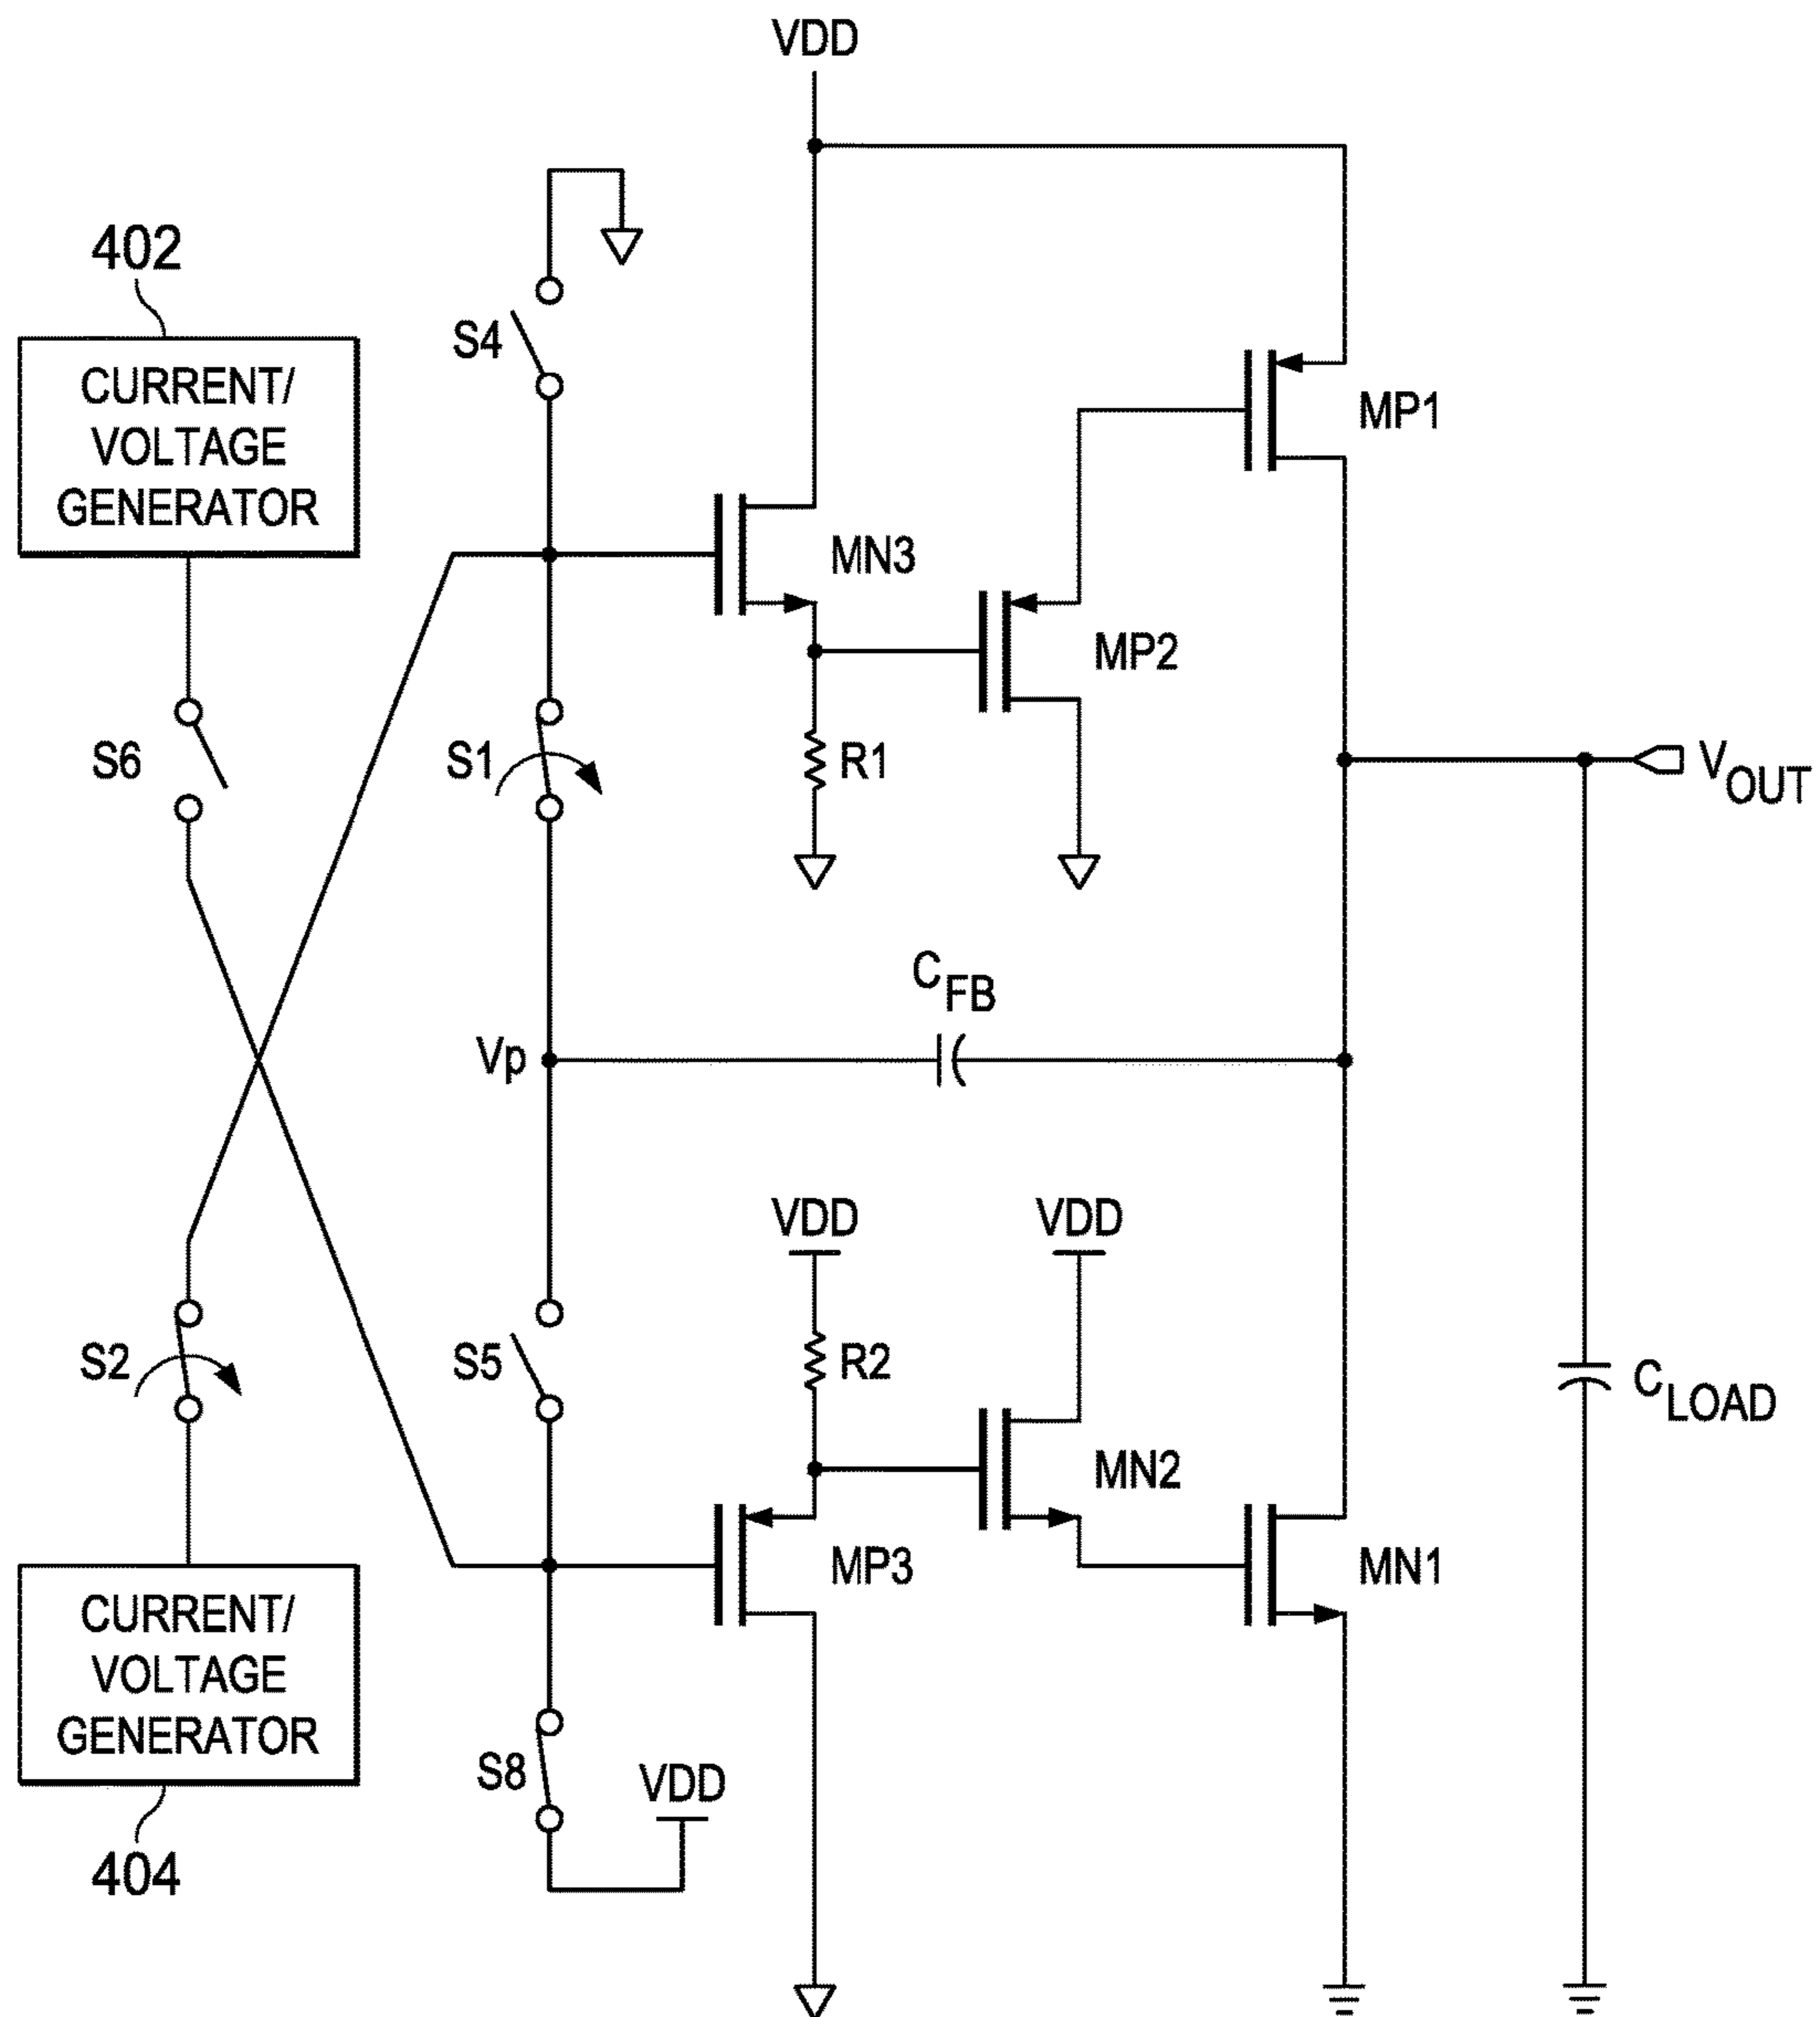 VDD
402
CURRENT/
VOLTAGE
GENERATOR
S4
MP1
MN3
MP2
S6
S1
R1
VOUT
CFB
Vp
VDD
VDD
S2
S5
R2
CLOAD
MN2
MP3
MN1
CURRENT/
VOLTAGE
GENERATOR
S8
VDD
404